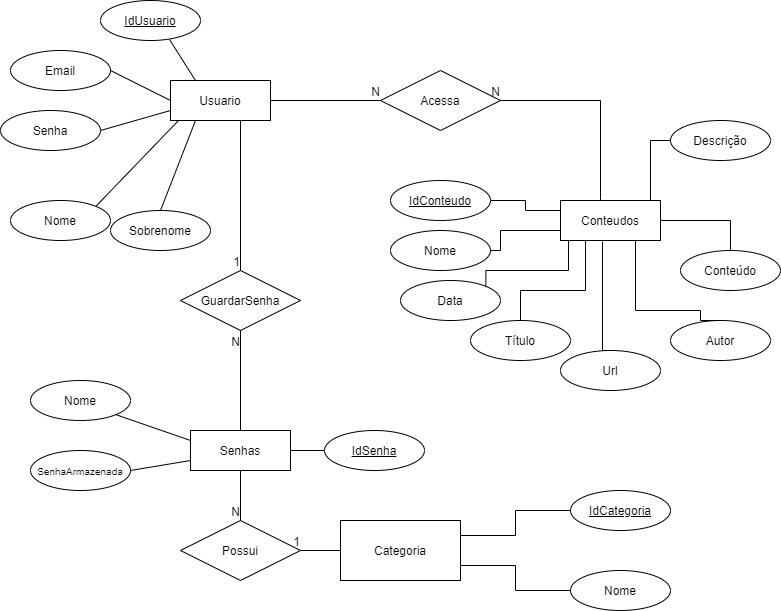 IdUsuario
Email
Usuario
N
Acessa
N
Senha
Descrição
Nome
Sobrenome
IdConteudo
Conteudos
Nome
Conteúdo
Data
1
GuardarSenha
N
Título
Url
Autor
Nome
SenhaArmazenada
Senhas
IdSenha
N
Possui
1
Categoria
IdCategoria
Nome